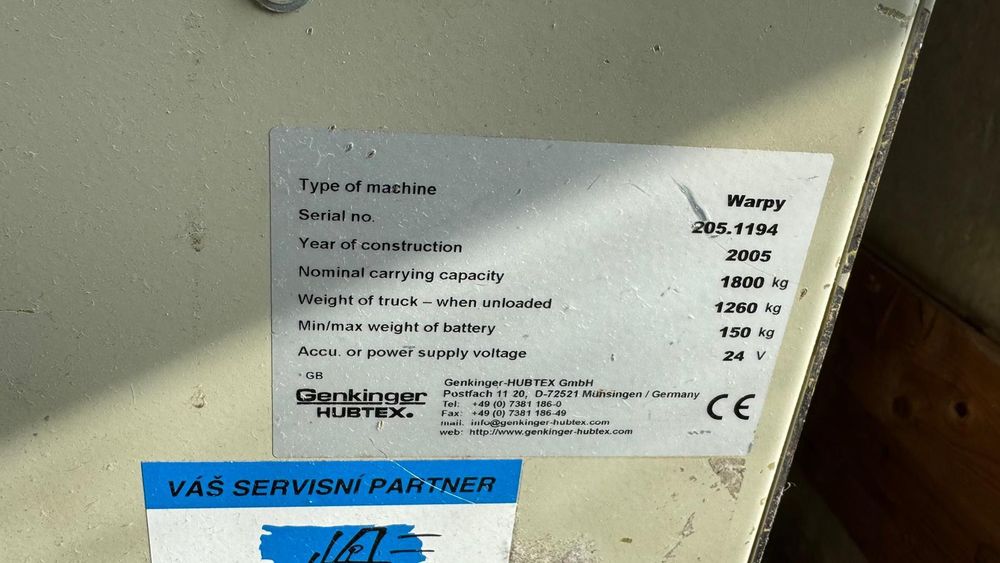 Type of machine Warpy
Serial no. 205.1194
Year of construction 2005
Nominal carrying capacity 1800 kg
Weight of truck – when unloaded 1260 kg
Min/max weight of battery 150 kg
Accu. or power supply voltage 24 V
GB
Genkinger
HUBTEX.
Genkinger-HUBTEX GmbH
Postfach 11 20, D-72521 Münsingen / Germany
Tel: +49 (0) 7381 186-0
Fax: +49 (0) 7381 186-49
mail: info@genkinger-hubtex.com
web: http://www.genkinger-hubtex.com
CE
VÁŠ SERVISNÍ PARTNER